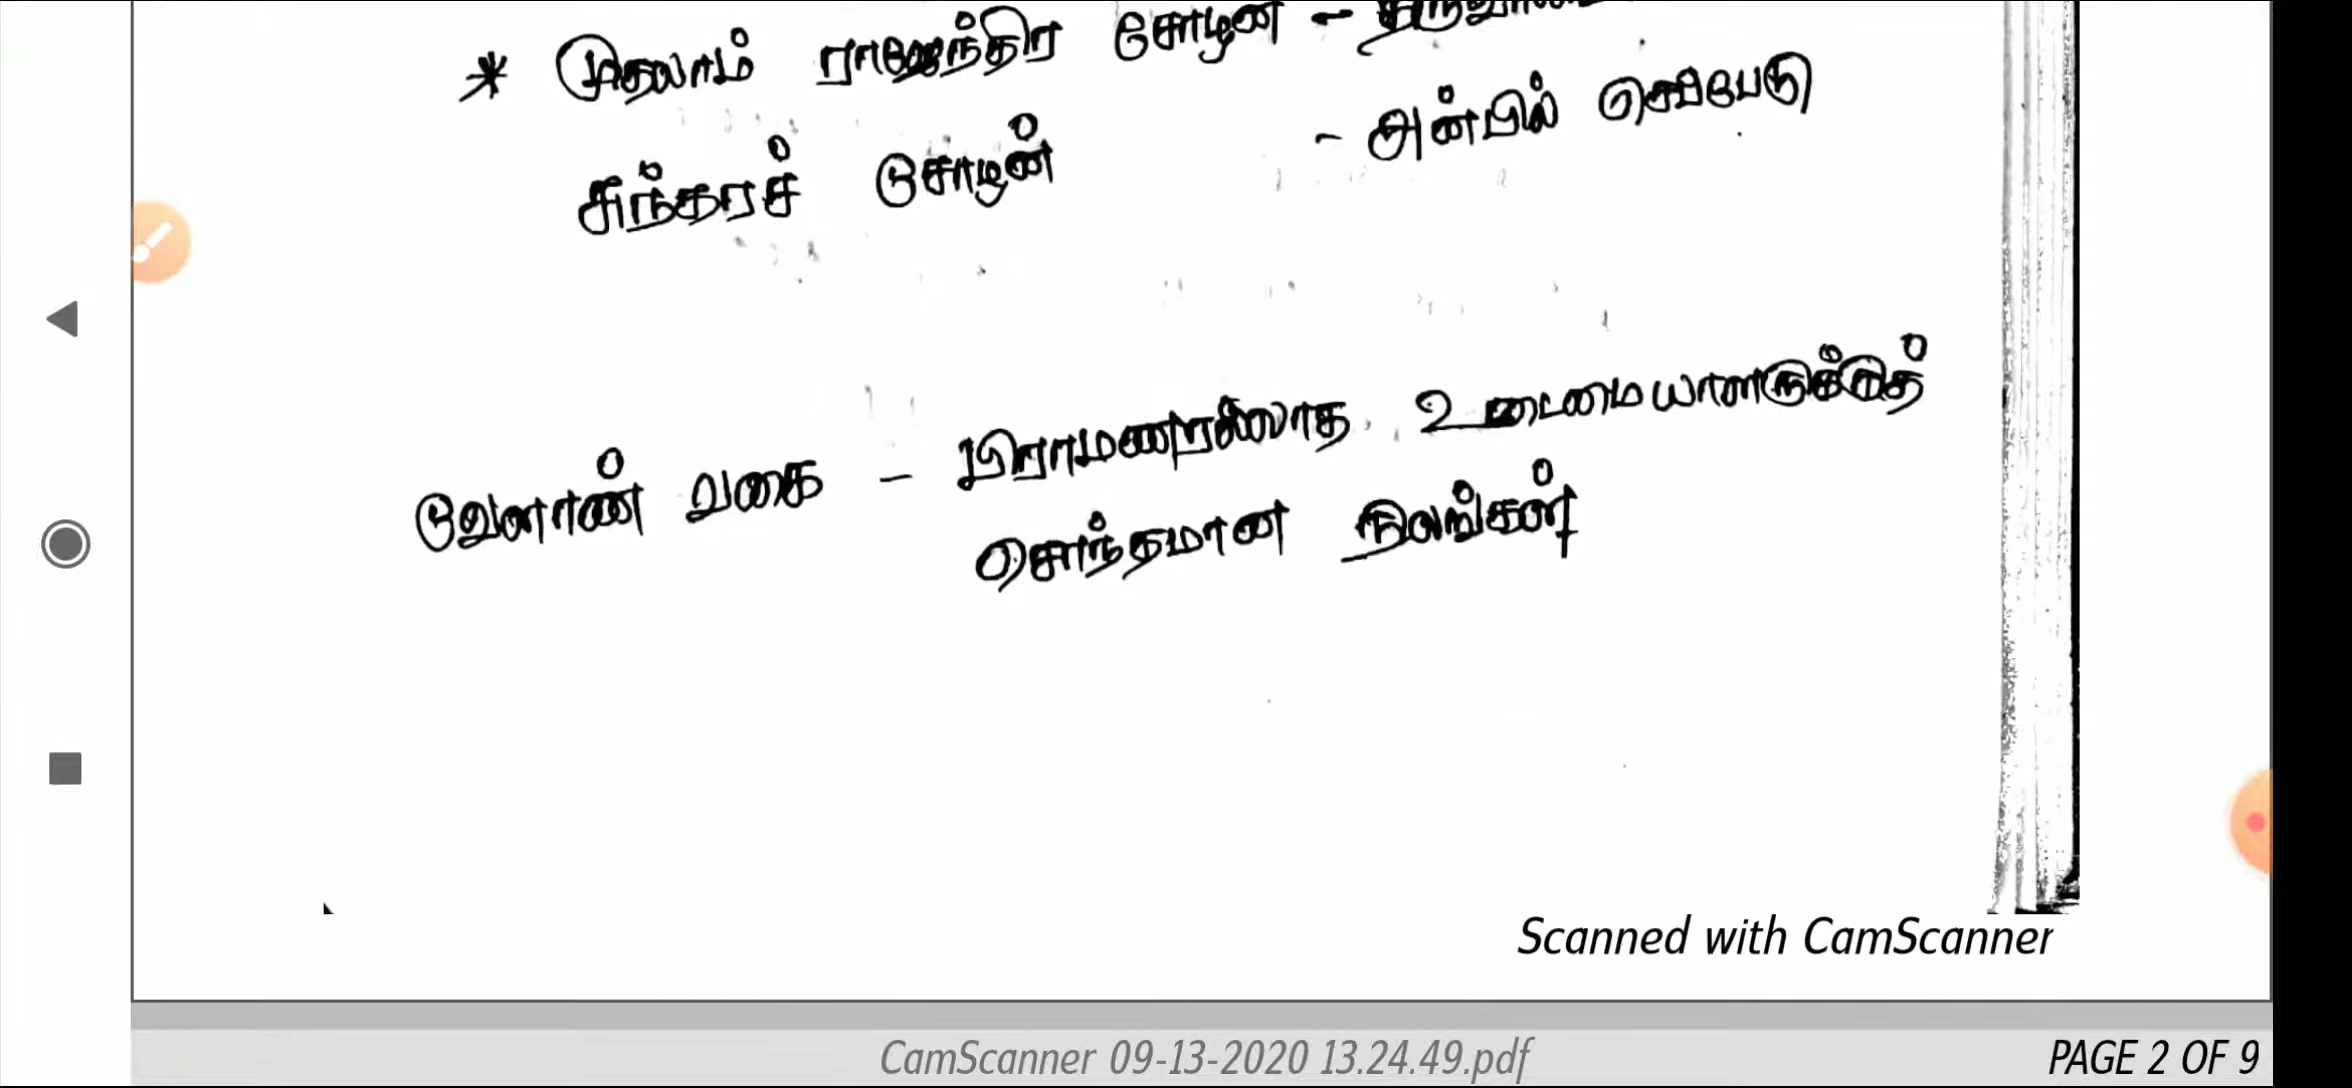 * முதலாம் ராஜேந்திர சோழன் -
சுந்தரச் சோழன் - அன்பில் செப்பேடு
வேளாண் வகை - பிராமணரல்லாத உடைமையாளருக்குச்
சொந்தமான நிலங்கள்
Scanned with CamScanner
CamScanner 09-13-2020 13.24.49.pdf
PAGE 2 OF 9